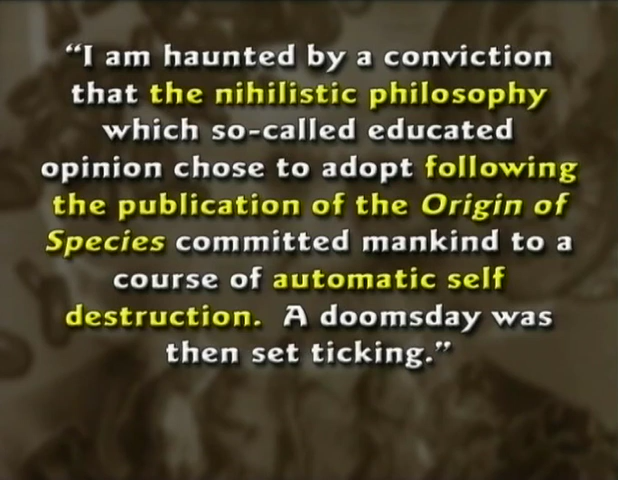 “I am haunted by a conviction
that the nihilistic philosophy
which so-called educated
opinion chose to adopt following
the publication of the Origin of
Species committed mankind to a
course of automatic self
destruction. A doomsday was
then set ticking.”